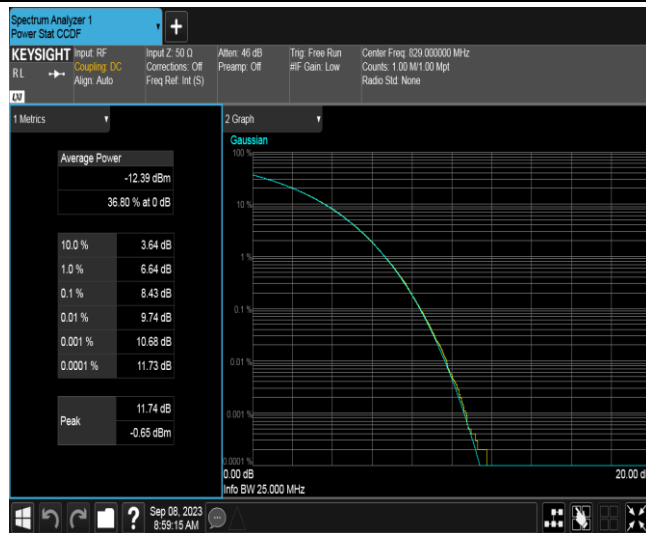 Spectrum Analyzer 1
Power Stat CCDF
+
KEYSIGHT
RL
LXI
Input: RF
Coupling: DC
Align: Auto
Input Z: 50 Ω
Corrections: Off
Freq Ref: Int (S)
Atten: 46 dB
Preamp: Off
Trig: Free Run
#IF Gain: Low
Center Freq: 829.000000 MHz
Counts: 1.00 M/1.00 Mpt
Radio Std: None
1 Metrics
Average Power
-12.39 dBm
36.80 % at 0 dB
10.0 % 3.64 dB
1.0 % 6.64 dB
0.1 % 8.43 dB
0.01 % 9.74 dB
0.001 % 10.68 dB
0.0001 % 11.73 dB
Peak 11.74 dB
-0.65 dBm
2 Graph
Gaussian
100 %
10 %
1 %
0.1 %
0.01 %
0.001 %
0.0001 %
0.00 dB
20.00 d
Info BW 25.000 MHz
?
Sep 08, 2023
8:59:15 AM